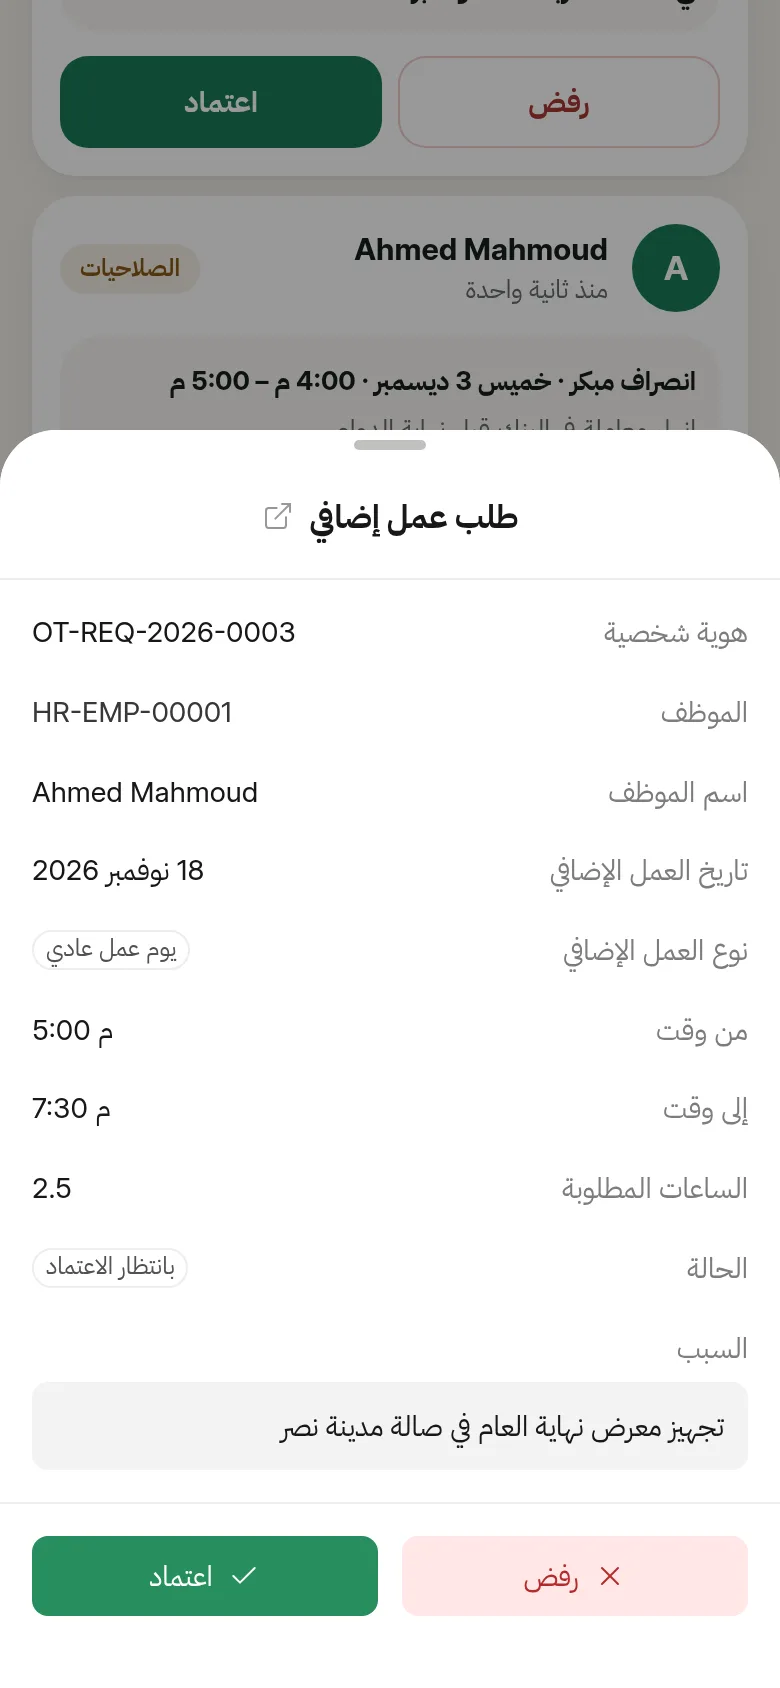 رفض
اعتماد
A
Ahmed Mahmoud
الصلاحيات
منذ ثانية واحدة
انصراف مبكر · خميس 3 ديسمبر · 4:00 م – 5:00 م
طلب عمل إضافي
هوية شخصية
OT-REQ-2026-0003
الموظف
HR-EMP-00001
اسم الموظف
Ahmed Mahmoud
تاريخ العمل الإضافي
18 نوفمبر 2026
نوع العمل الإضافي
يوم عمل عادي
من وقت
5:00 م
إلى وقت
7:30 م
الساعات المطلوبة
2.5
الحالة
بانتظار الاعتماد
السبب
تجهيز معرض نهاية العام في صالة مدينة نصر
رفض
اعتماد